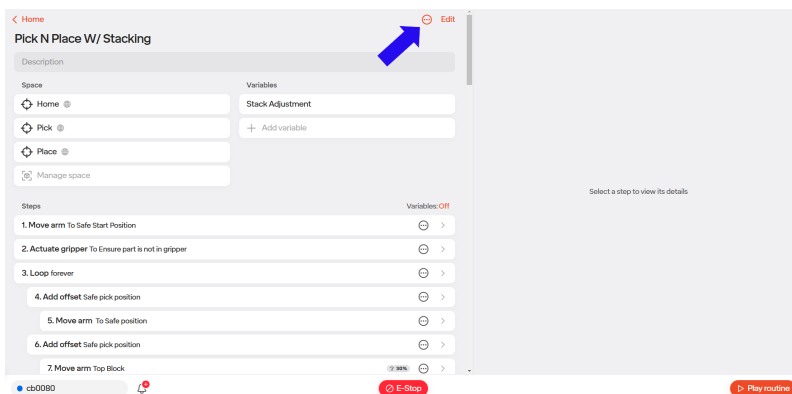 Home
Edit
Pick N Place W/ Stacking
Description
Space
Variables
Home
Stack Adjustment
Pick
+ Add variable
Place
Manage space
Select a step to view its details
Steps
Variables: Off
1. Move arm To Safe Start Position
2. Actuate gripper To Ensure part is not in gripper
3. Loop forever
4. Add offset Safe pick position
5. Move arm To Safe position
6. Add offset Safe pick position
7. Move arm Top Block
30%
cb0080
E-Stop
Play routine